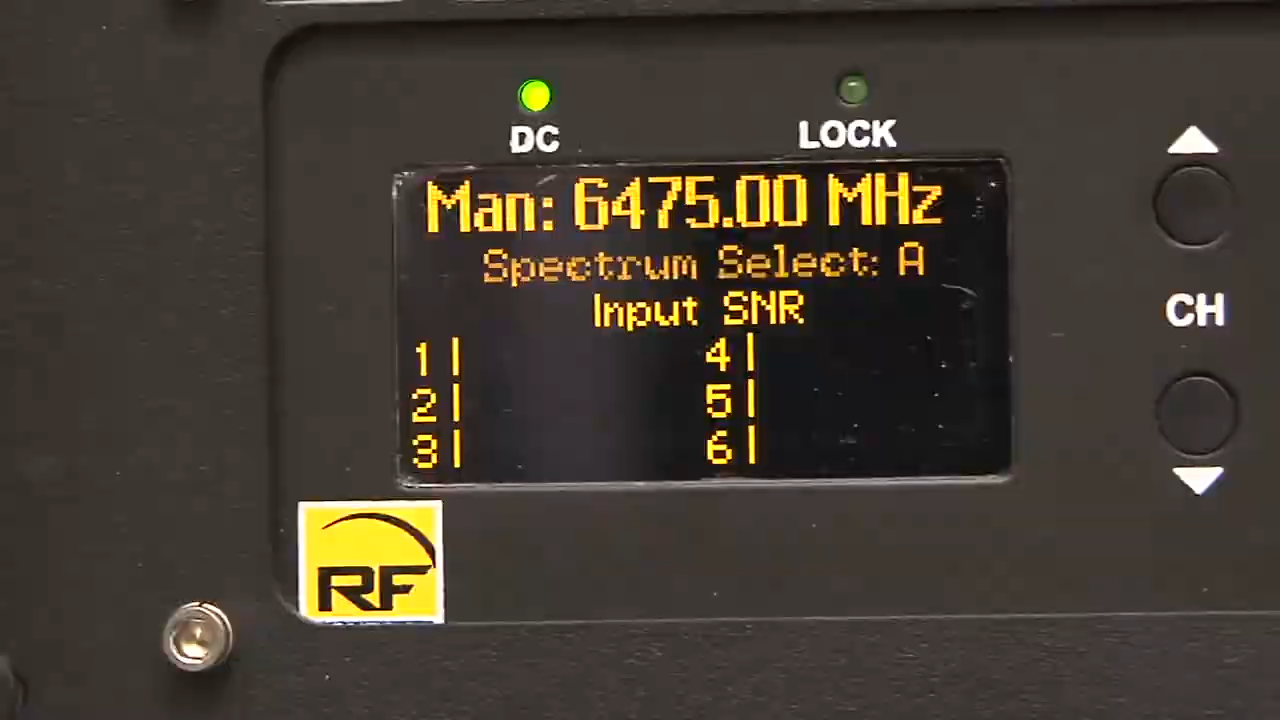 DC
LOCK
Man: 6475.00 MHz
Spectrum Select: A
Input SNR
1 4
2 5
3 6
CH
RF